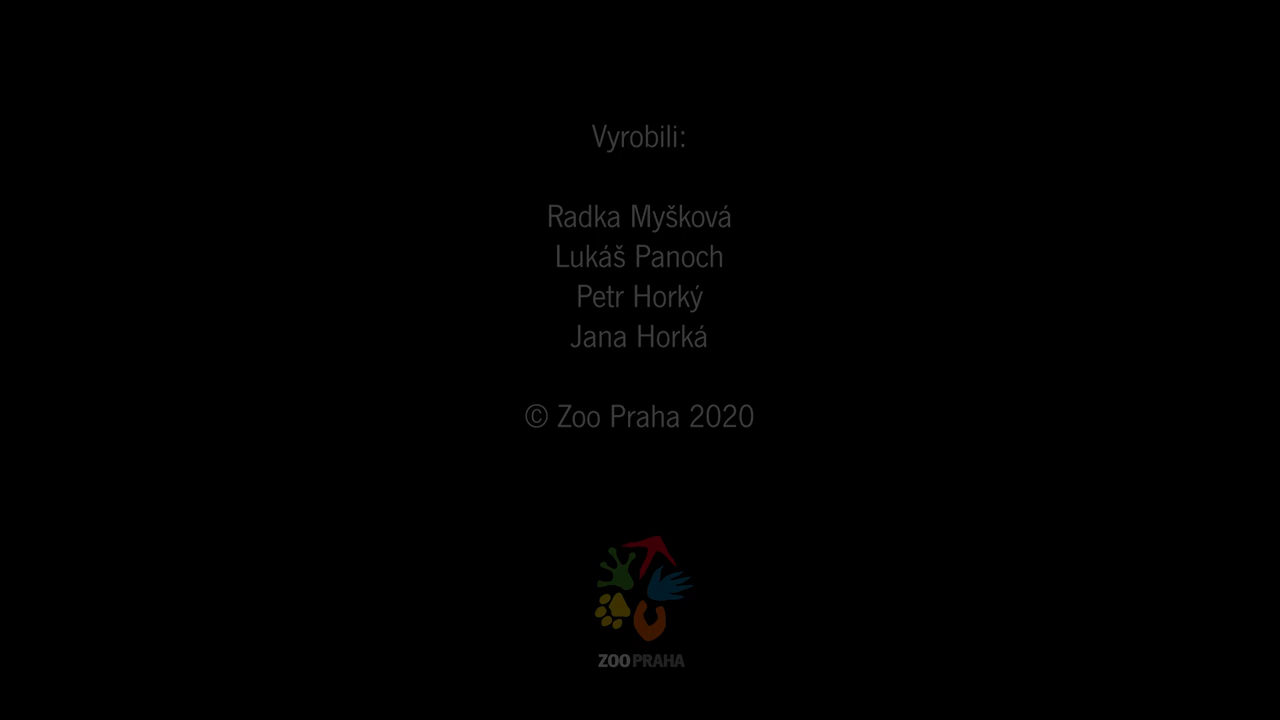 Vyrobili:
Radka Myšková
Lukáš Panoch
Petr Horký
Jana Horká
© Zoo Praha 2020
ZOO PRAHA